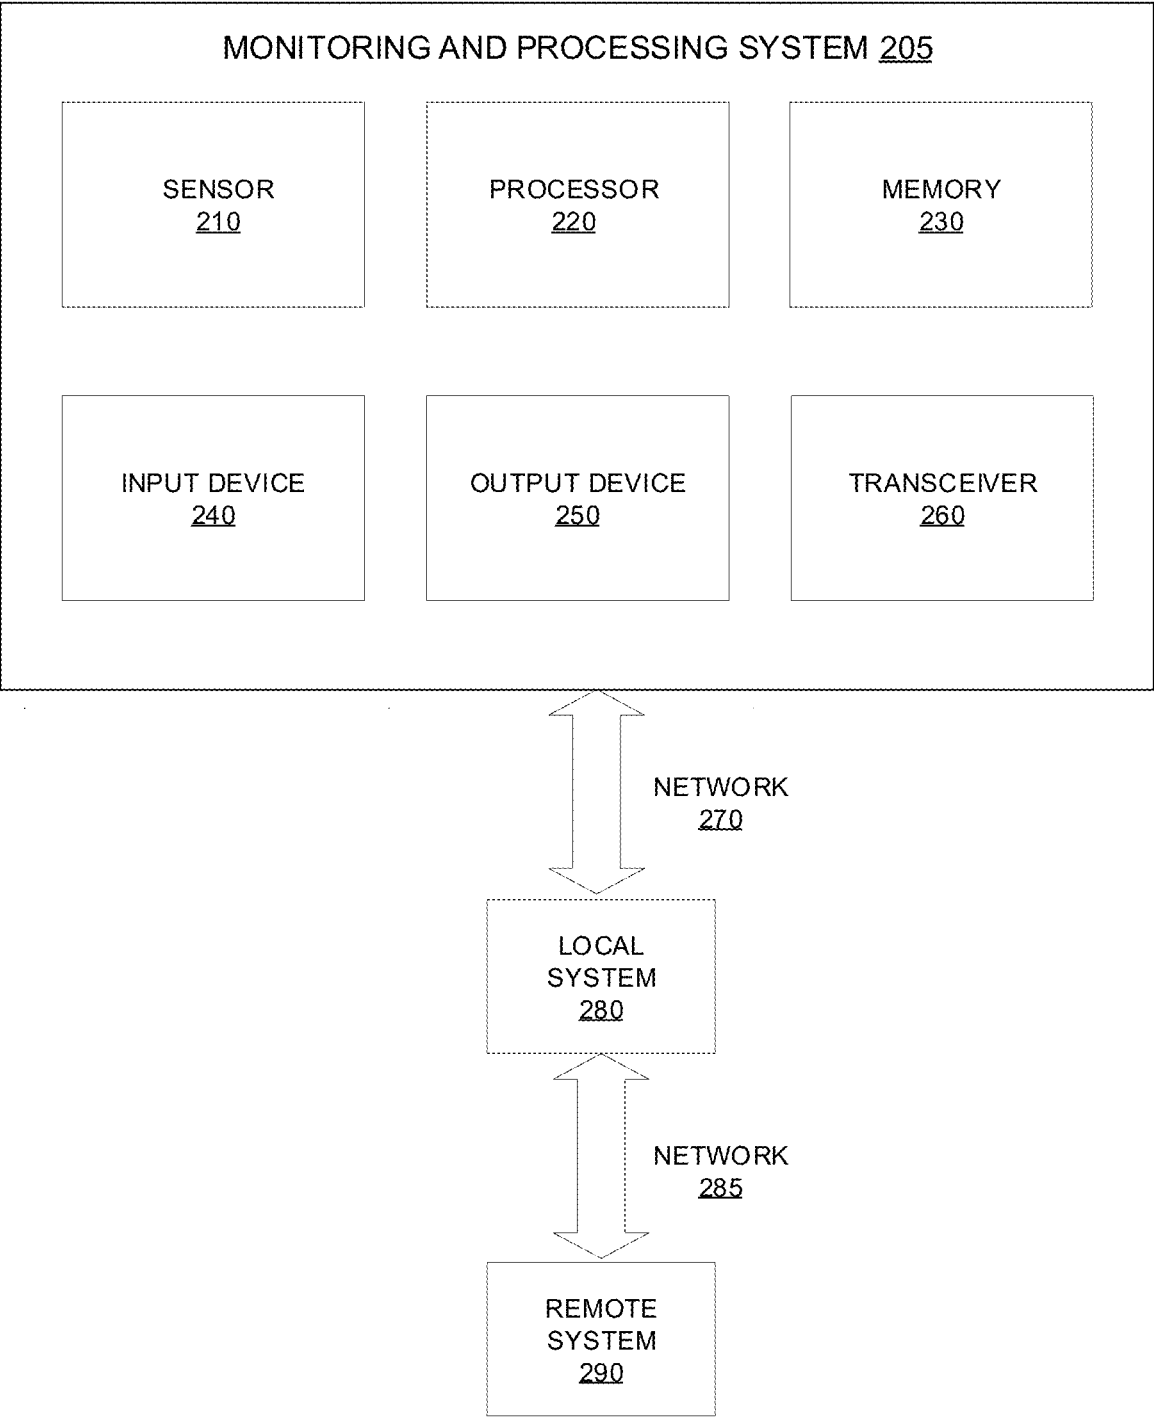 MONITORING AND PROCESSING SYSTEM 205
SENSOR
210
PROCESSOR
220
MEMORY
230
INPUT DEVICE
240
OUTPUT DEVICE
250
TRANSCEIVER
260
NETWORK
270
LOCAL
SYSTEM
280
NETWORK
285
REMOTE
SYSTEM
290